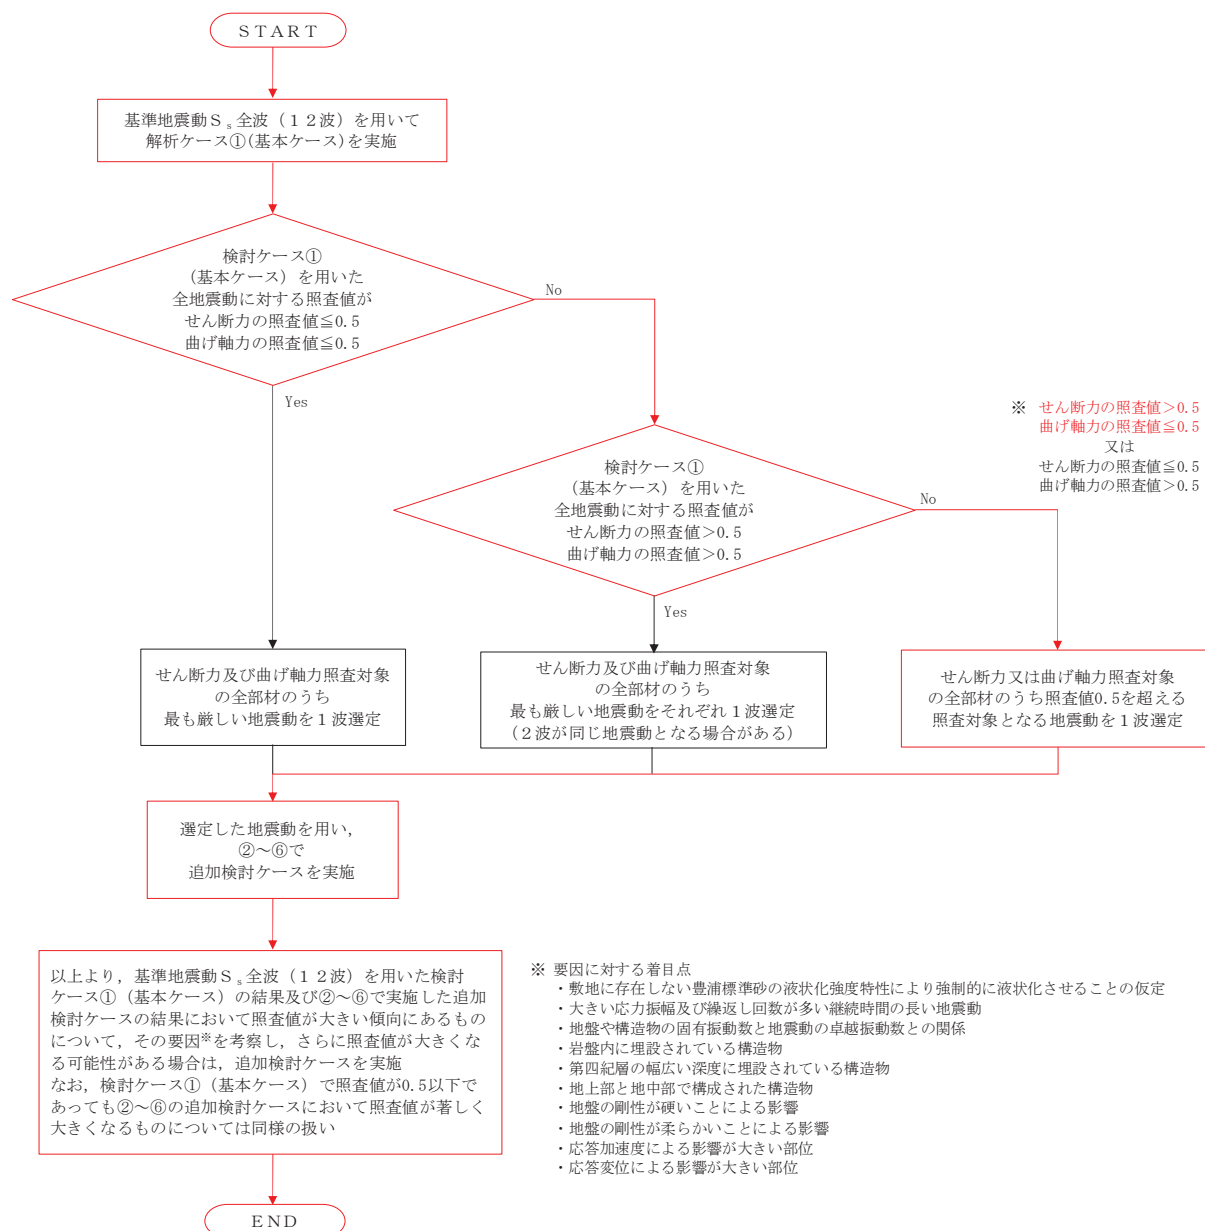 ＳＴＡＲＴ
基準地震動Ｓｓ全波（１２波）を用いて
解析ケース①(基本ケース)を実施
検討ケース①
（基本ケース）を用いた
全地震動に対する照査値が
せん断力の照査値≦0.5
曲げ軸力の照査値≦0.5
No
Yes
※ せん断力の照査値＞0.5
曲げ軸力の照査値≦0.5
又は
せん断力の照査値≦0.5
曲げ軸力の照査値＞0.5
検討ケース①
（基本ケース）を用いた
全地震動に対する照査値が
せん断力の照査値＞0.5
曲げ軸力の照査値＞0.5
No
Yes
せん断力及び曲げ軸力照査対象
の全部材のうち
最も厳しい地震動を１波選定
せん断力及び曲げ軸力照査対象
の全部材のうち
最も厳しい地震動をそれぞれ１波選定
（２波が同じ地震動となる場合がある）
せん断力又は曲げ軸力照査対象
の全部材のうち照査値0.5を超える
照査対象となる地震動を１波選定
選定した地震動を用い，
②～⑥で
追加検討ケースを実施
以上より，基準地震動Ｓｓ全波（１２波）を用いた検討
ケース①（基本ケース）の結果及び②～⑥で実施した追加
検討ケースの結果において照査値が大きい傾向にあるもの
について，その要因※を考察し，さらに照査値が大きくな
る可能性がある場合は，追加検討ケースを実施
なお，検討ケース①（基本ケース）で照査値が0.5以下で
あっても②～⑥の追加検討ケースにおいて照査値が著しく
大きくなるものについては同様の扱い
※ 要因に対する着目点
・敷地に存在しない豊浦標準砂の液状化強度特性により強制的に液状化させることの仮定
・大きい応力振幅及び繰返し回数が多い継続時間の長い地震動
・地盤や構造物の固有振動数と地震動の卓越振動数との関係
・岩盤内に埋設されている構造物
・第四紀層の幅広い深度に埋設されている構造物
・地上部と地中部で構成された構造物
・地盤の剛性が硬いことによる影響
・地盤の剛性が柔らかいことによる影響
・応答加速度による影響が大きい部位
・応答変位による影響が大きい部位
ＥＮＤ